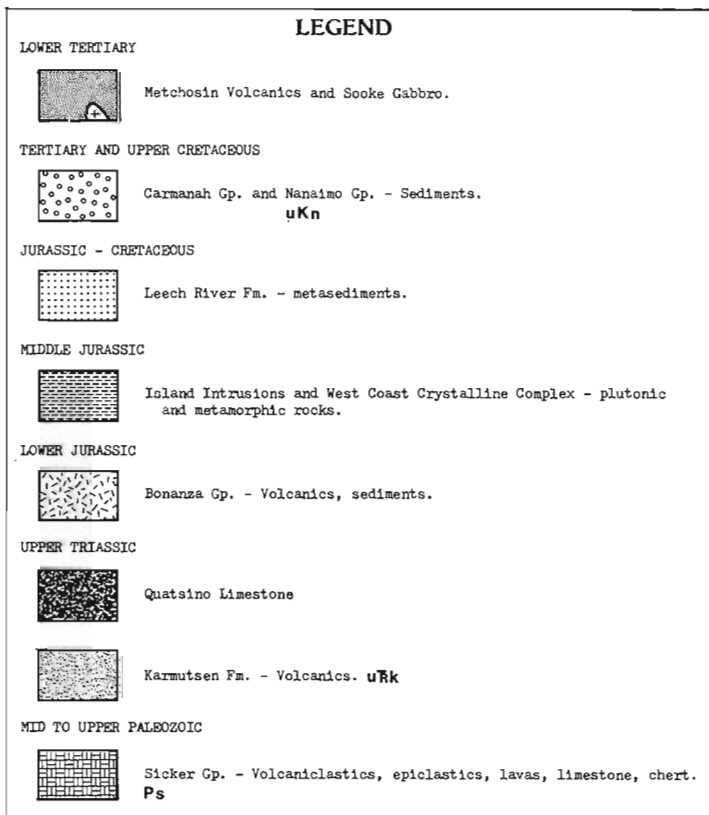 LEGEND
LOWER TERTIARY
Metchosin Volcanics and Sooke Gabbro.
TERTIARY AND UPPER CRETACEOUS
Carmanah Gp. and Nanaimo Gp. - Sediments.
uKn
JURASSIC - CRETACEOUS
Leech River Fm. - metasediments.
MIDDLE JURASSIC
Island Intrusions and West Coast Crystalline Complex - plutonic
and metamorphic rocks.
LOWER JURASSIC
Bonanza Gp. - Volcanics, sediments.
UPPER TRIASSIC
Quatsino Limestone
Karmutsen Fm. - Volcanics. uTRk
MID TO UPPER PALEOZOIC
Sicker Gp. - Volcaniclastics, epiclastics, lavas, limestone, chert.
Ps